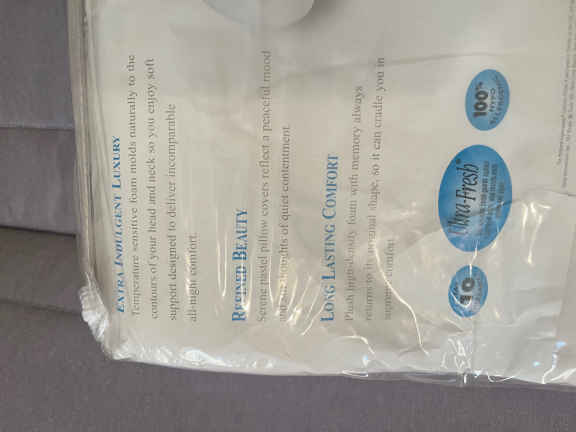 EXTRA INDULGENT LUXURY
Temperature sensitive foam molds naturally to the
contours of your head and neck so you enjoy soft
support designed to deliver incomparable
all-night comfort.
REFINED BEAUTY
Serene pastel pillow covers reflect a peaceful mood
thoughts of quiet contentment.
LONG LASTING COMFORT
Plush high-density foam with memory always
returns to its original shape, so it can cradle you in
supreme comfort.
10
Ultra-Fresh
100%
HYPO